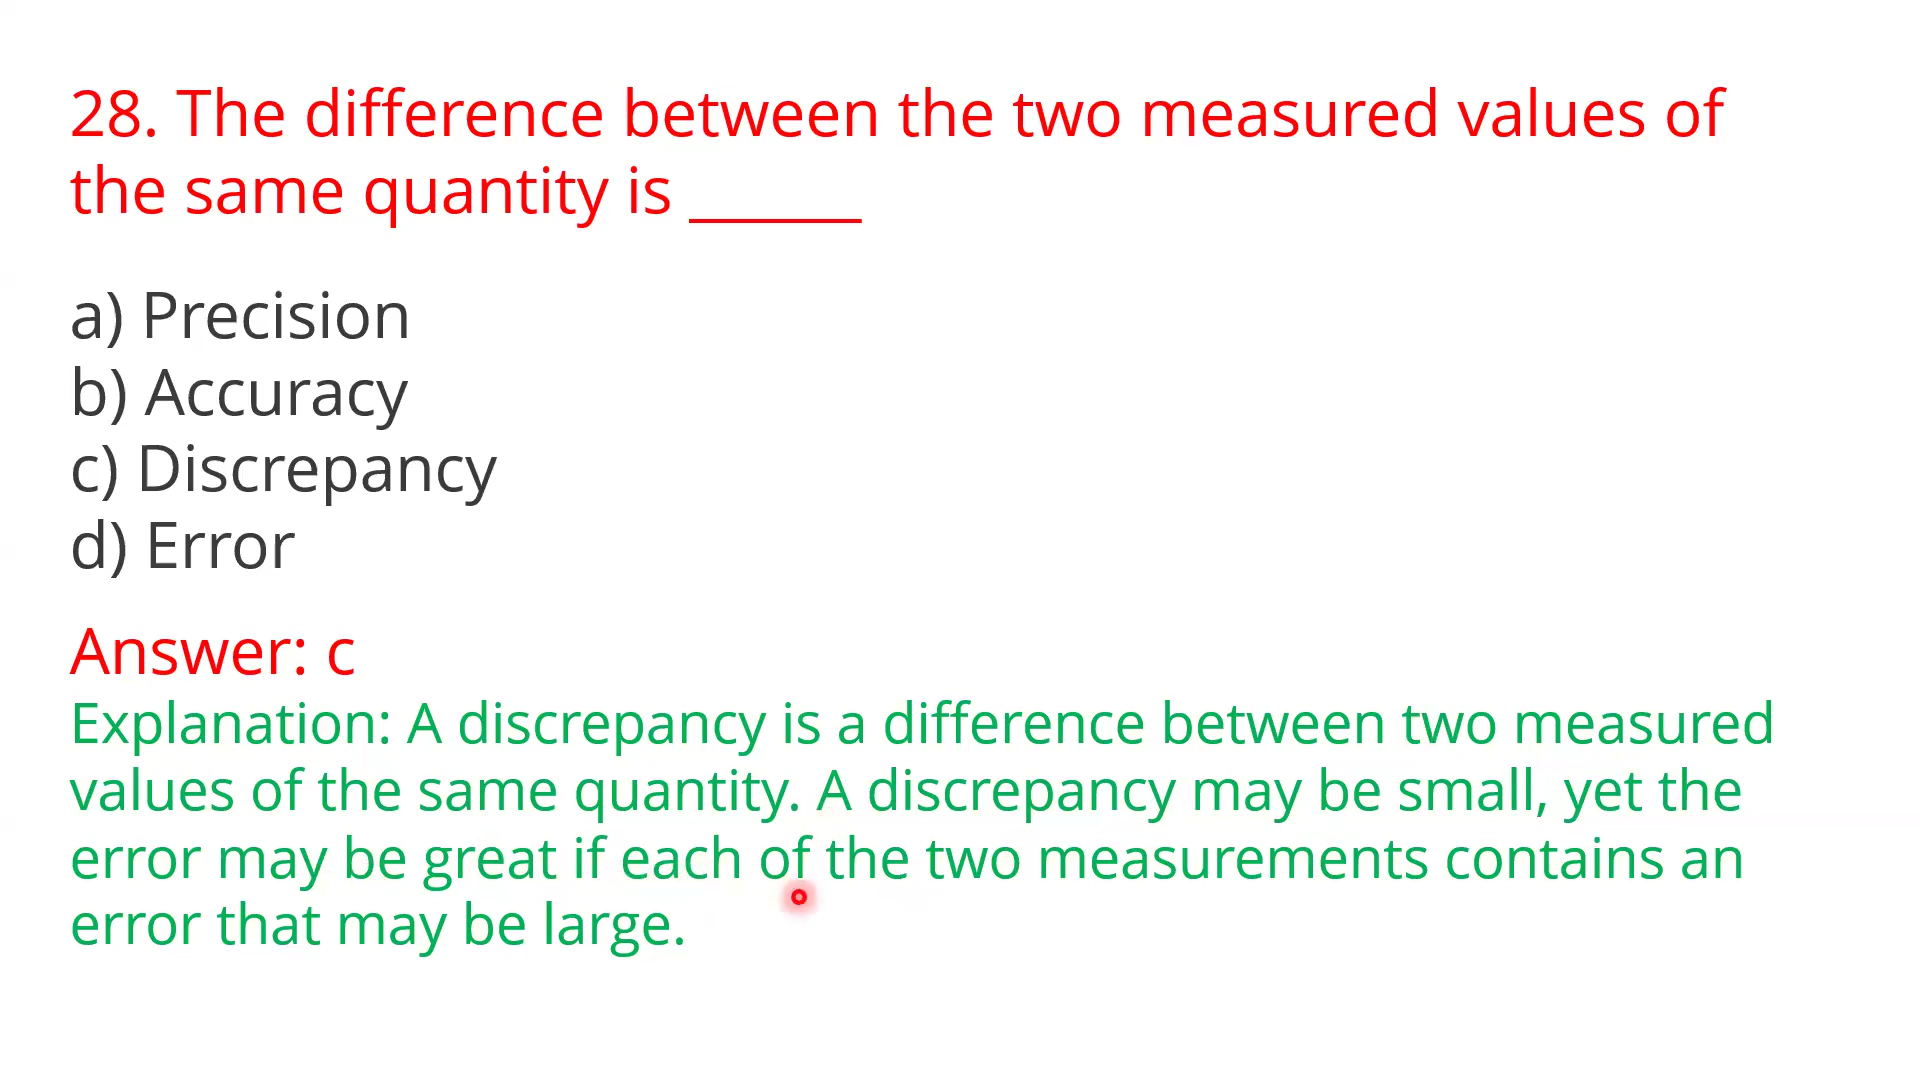 28. The difference between the two measured values of
the same quantity is ______
a) Precision
b) Accuracy
c) Discrepancy
d) Error
Answer: c
Explanation: A discrepancy is a difference between two measured
values of the same quantity. A discrepancy may be small, yet the
error may be great if each of the two measurements contains an
error that may be large.